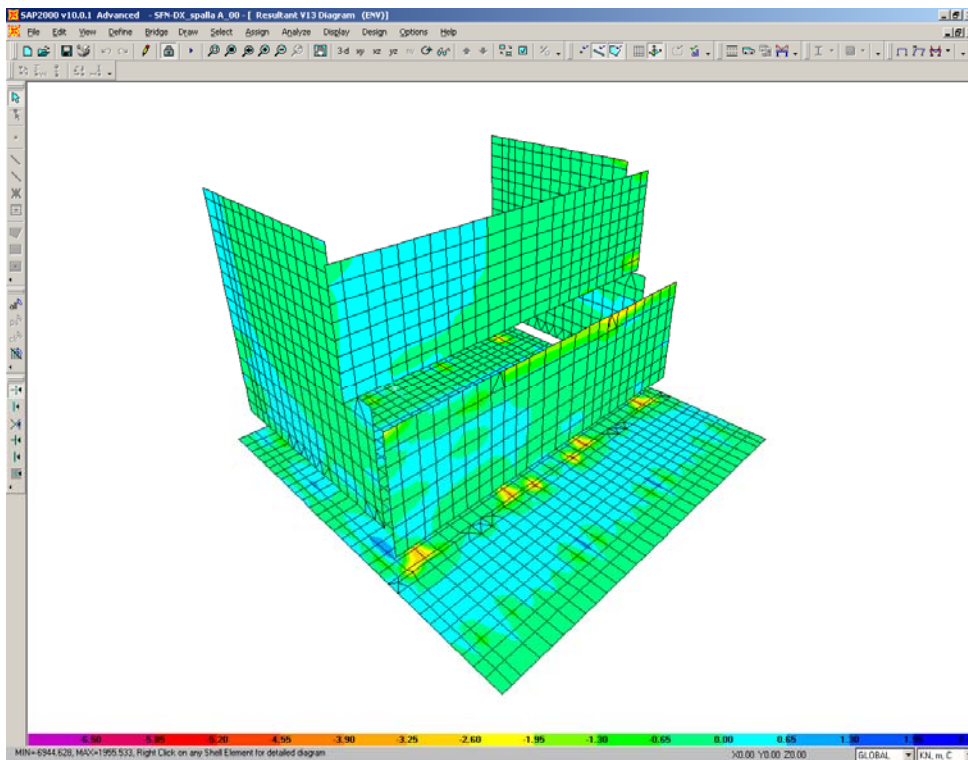 SAP2000 v10.0.1 Advanced - SFN-DX_spalla A_00 - [ Resultant V13 Diagram (ENV)]
File Edit View Define Bridge Draw Select Assign Analyze Display Design Options Help
3-d xy xz yz nv
-6.50 -5.85 -5.20 -4.55 -3.90 -3.25 -2.60 -1.95 -1.30 -0.65 0.00 0.65 1.30
MIN=-6944.628, MAX=1955.533, Right Click on any Shell Element for detailed diagram X0.00 Y0.00 Z0.00 GLOBAL KN, m, C